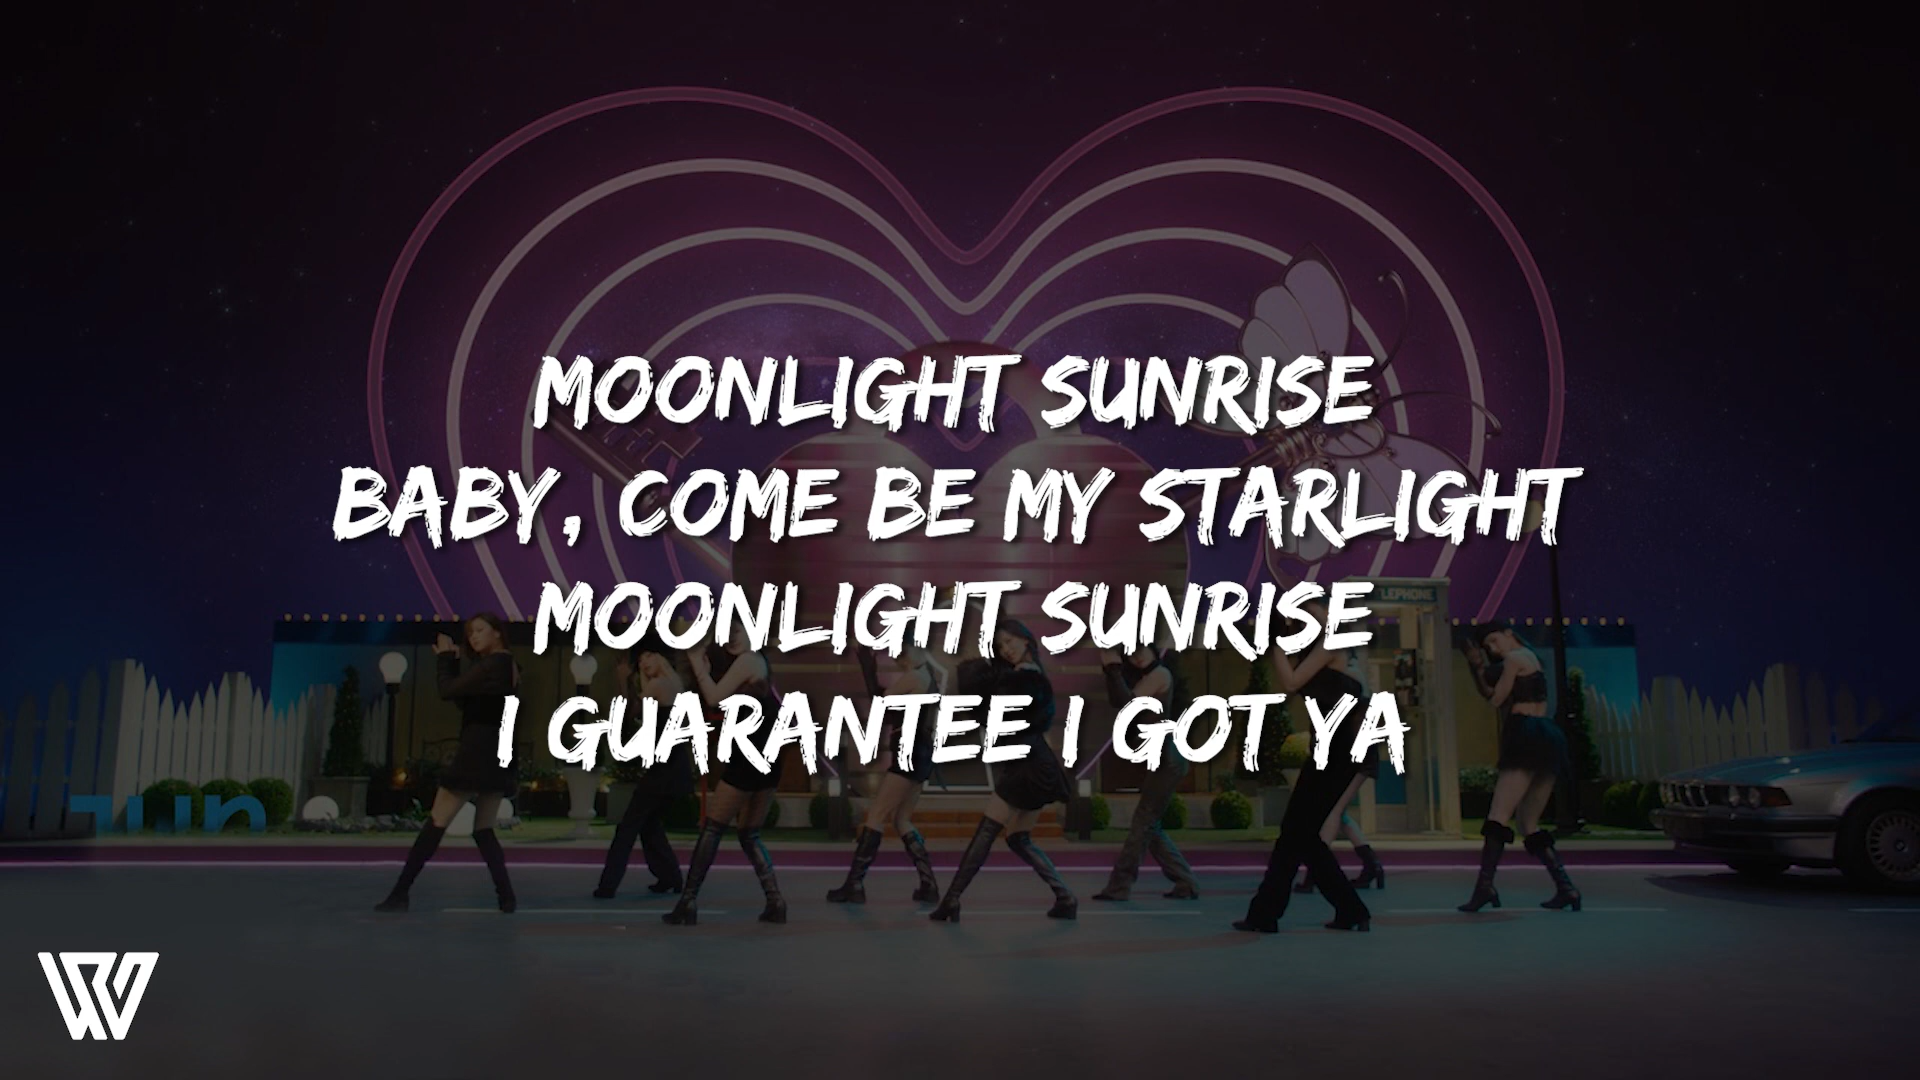 MOONLIGHT SUNRISE
BABY, COME BE MY STARLIGHT
MOONLIGHT SUNRISE
I GUARANTEE I GOT YA